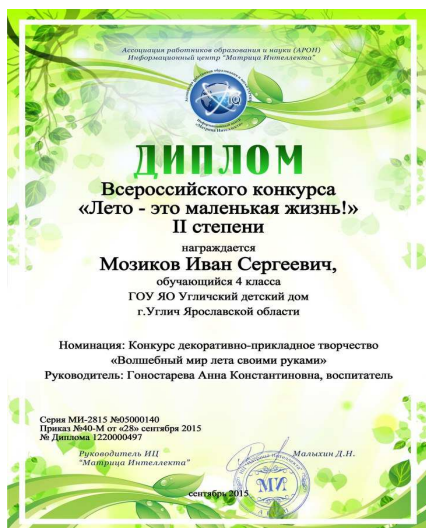 Ассоциация работников образования и науки (АРОН)
Информационный центр "Матрица Интеллекта"
ДИПЛОМ
Всероссийского конкурса
«Лето - это маленькая жизнь!»
II степени
награждается
Мозиков Иван Сергеевич,
обучающийся 4 класса
ГОУ ЯО Угличский детский дом
г.Углич Ярославской области
Номинация: Конкурс декоративно-прикладное творчество
«Волшебный мир лета своими руками»
Руководитель: Гоностарева Анна Константиновна, воспитатель
Серия МИ-2815 №05000140
Приказ №40-М от «28» сентября 2015
№ Диплома 1220000497
Руководитель ИЦ
"Матрица Интеллекта"
Малыхин Д.Н.
МИ
сентябрь 2015